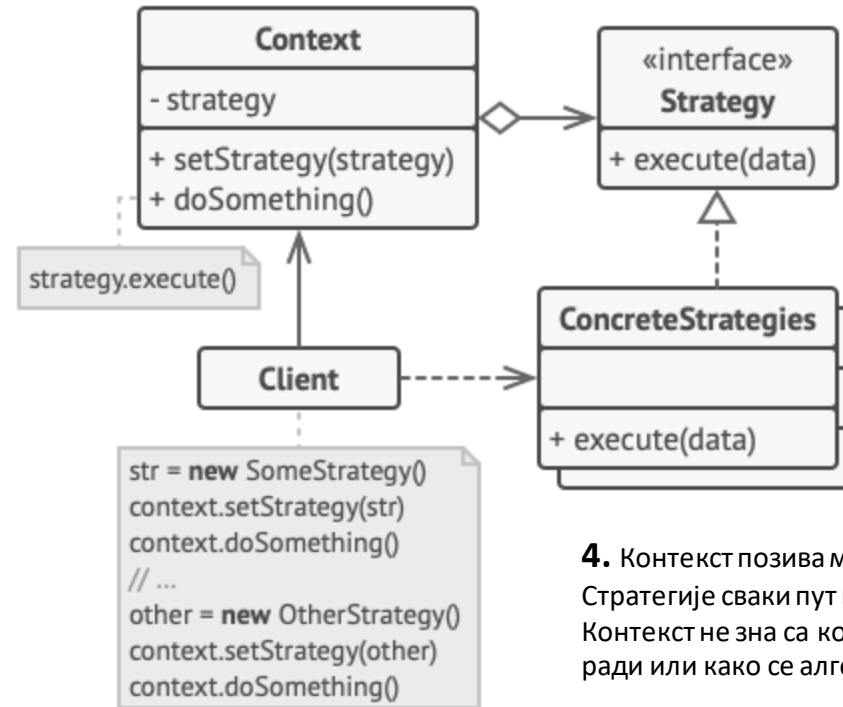 Context
- strategy
+ setStrategy(strategy)
+ doSomething()
«interface»
Strategy
+ execute(data)
strategy.execute()
ConcreteStrategies
+ execute(data)
Client
str = new SomeStrategy()
context.setStrategy(str)
context.doSomething()
// ...
other = new OtherStrategy()
context.setStrategy(other)
context.doSomething()
4. Контекст позива
Стратегије сваки пут
Контекст не зна са
ради или како се